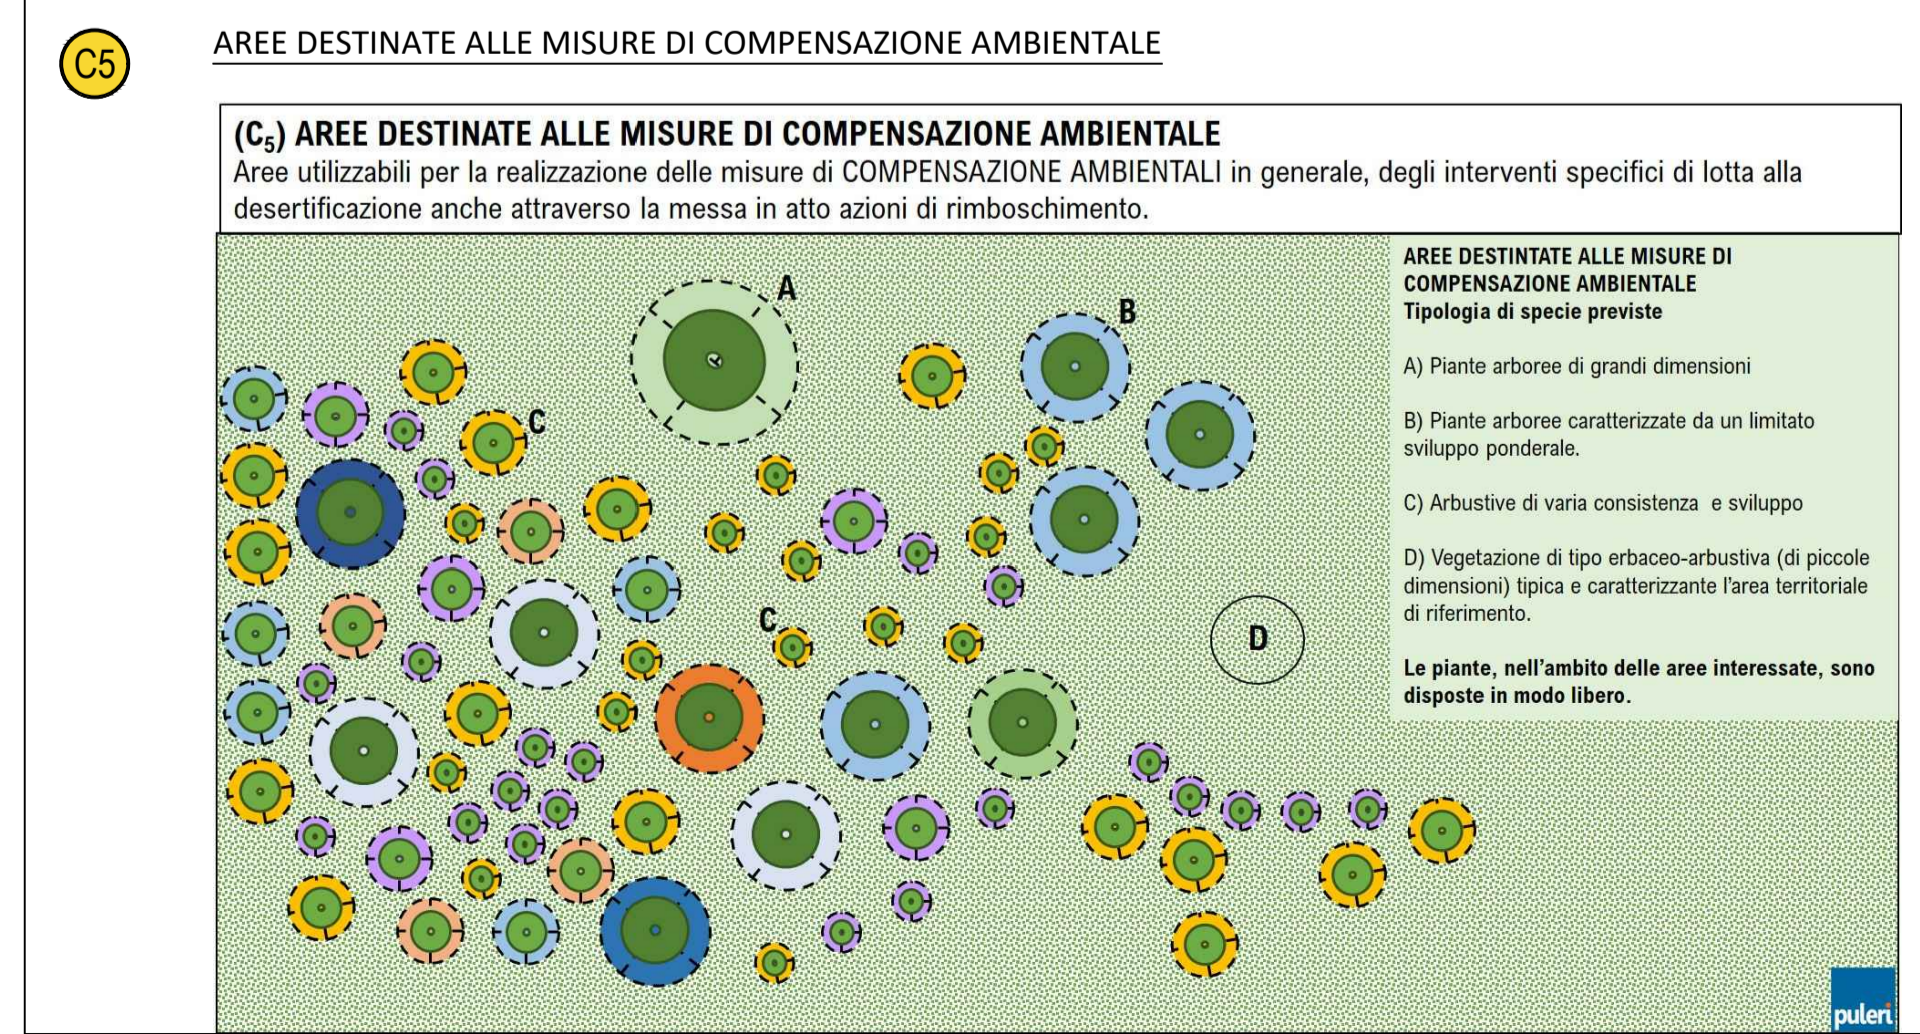 C5
AREE DESTINATE ALLE MISURE DI COMPENSAZIONE AMBIENTALE
(C5) AREE DESTINATE ALLE MISURE DI COMPENSAZIONE AMBIENTALE
Aree utilizzabili per la realizzazione delle misure di COMPENSAZIONE AMBIENTALI in generale, degli interventi specifici di lotta alla
desertificazione anche attraverso la messa in atto azioni di rimboschimento.
A
B
C
C
D
AREE DESTINTATE ALLE MISURE DI
COMPENSAZIONE AMBIENTALE
Tipologia di specie previste
A) Piante arboree di grandi dimensioni
B) Piante arboree caratterizzate da un limitato
sviluppo ponderale.
C) Arbustive di varia consistenza e sviluppo
D) Vegetazione di tipo erbaceo-arbustiva (di piccole
dimensioni) tipica e caratterizzante l'area territoriale
di riferimento.
Le piante, nell'ambito delle aree interessate, sono
disposte in modo libero.
puleri